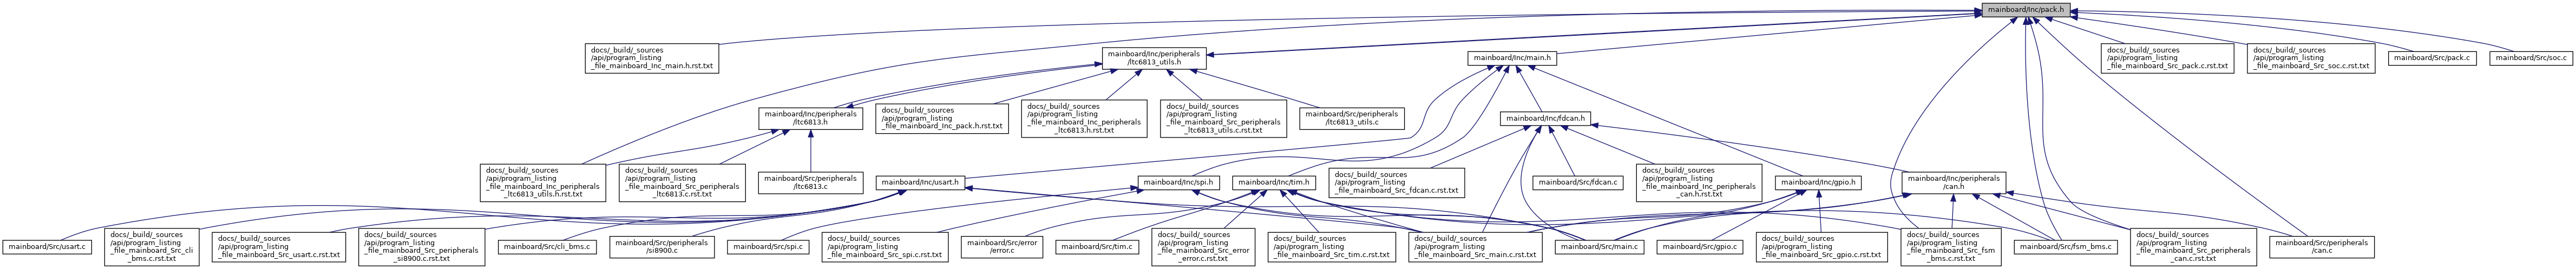 mainboard/Inc/pack.h
docs/_build/_sources
/api/program_listing
_file_mainboard_Inc_main.h.rst.txt
mainboard/Inc/peripherals
/ltc6813_utils.h
mainboard/Inc/main.h
docs/_build/_sources
/api/program_listing
_file_mainboard_Src_pack.c.rst.txt
docs/_build/_sources
/api/program_listing
_file_mainboard_Src_soc.c.rst.txt
mainboard/Src/pack.c
mainboard/Src/soc.c
mainboard/Inc/peripherals
/ltc6813.h
docs/_build/_sources
/api/program_listing
_file_mainboard_Inc_pack.h.rst.txt
docs/_build/_sources
/api/program_listing
_file_mainboard_Inc_peripherals
_ltc6813.h.rst.txt
docs/_build/_sources
/api/program_listing
_file_mainboard_Src_peripherals
_ltc6813_utils.c.rst.txt
mainboard/Src/peripherals
/ltc6813_utils.c
mainboard/Inc/fdcan.h
docs/_build/_sources
/api/program_listing
_file_mainboard_Inc_peripherals
_ltc6813_utils.h.rst.txt
docs/_build/_sources
/api/program_listing
_file_mainboard_Src_peripherals
_ltc6813.c.rst.txt
mainboard/Src/peripherals
/ltc6813.c
mainboard/Inc/usart.h
mainboard/Inc/spi.h
mainboard/Inc/tim.h
docs/_build/_sources
/api/program_listing
_file_mainboard_Src_fdcan.c.rst.txt
mainboard/Src/fdcan.c
docs/_build/_sources
/api/program_listing
_file_mainboard_Inc_peripherals
_can.h.rst.txt
mainboard/Inc/gpio.h
mainboard/Inc/peripherals
/can.h
mainboard/Src/usart.c
docs/_build/_sources
/api/program_listing
_file_mainboard_Src_cli
_bms.c.rst.txt
docs/_build/_sources
/api/program_listing
_file_mainboard_Src_usart.c.rst.txt
docs/_build/_sources
/api/program_listing
_file_mainboard_Src_peripherals
_si8900.c.rst.txt
mainboard/Src/cli_bms.c
mainboard/Src/peripherals
/si8900.c
mainboard/Src/spi.c
docs/_build/_sources
/api/program_listing
_file_mainboard_Src_spi.c.rst.txt
mainboard/Src/error
/error.c
mainboard/Src/tim.c
docs/_build/_sources
/api/program_listing
_file_mainboard_Src_error
_error.c.rst.txt
docs/_build/_sources
/api/program_listing
_file_mainboard_Src_tim.c.rst.txt
docs/_build/_sources
/api/program_listing
_file_mainboard_Src_main.c.rst.txt
mainboard/Src/main.c
mainboard/Src/gpio.c
docs/_build/_sources
/api/program_listing
_file_mainboard_Src_gpio.c.rst.txt
docs/_build/_sources
/api/program_listing
_file_mainboard_Src_fsm
_bms.c.rst.txt
mainboard/Src/fsm_bms.c
docs/_build/_sources
/api/program_listing
_file_mainboard_Src_peripherals
_can.c.rst.txt
mainboard/Src/peripherals
/can.c